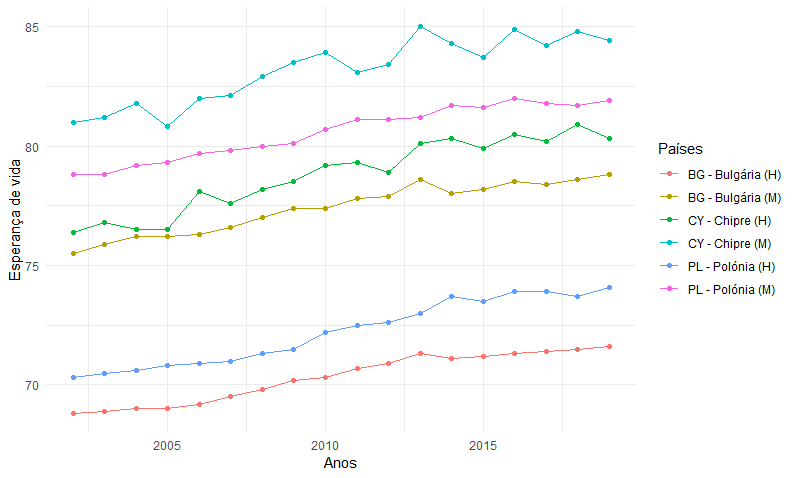 85
80
75
70
Esperança de vida
2005
2010
2015
Anos
Países
BG - Bulgária (H)
BG - Bulgária (M)
CY - Chipre (H)
CY - Chipre (M)
PL - Polónia (H)
PL - Polónia (M)